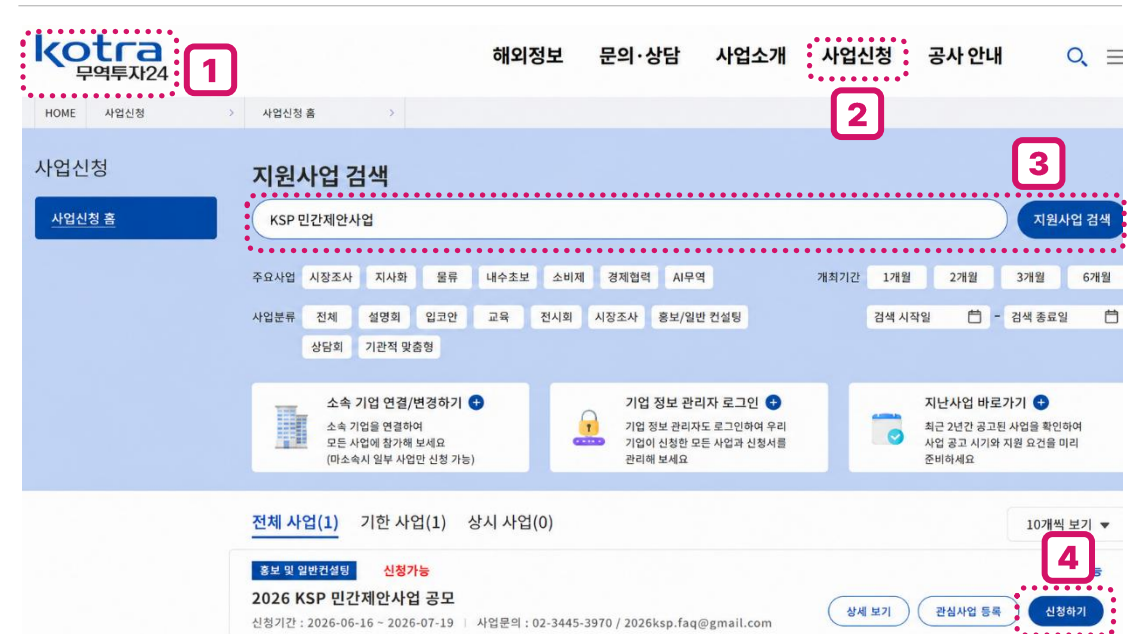 kotra
무역투자24
1
해외정보 문의·상담 사업소개 사업신청 공사 안내
2
HOME 사업신청 > 사업신청 홈 >
사업신청
사업신청 홈
지원사업 검색
3
KSP 민간제안사업
지원사업 검색
주요사업 시장조사 지사화 물류 내수초보 소비제 경제협력 AI무역
개최기간 1개월 2개월 3개월 6개월
사업분류 전체 설명회 입코안 교육 전시회 시장조사 홍보/일반 컨설팅
검색 시작일 - 검색 종료일
상담회 기관적 맞춤형
소속 기업 연결/변경하기
소속 기업을 연결하여
모든 사업에 참가해 보세요
(마소속시 일부 사업만 신청 가능)
기업 정보 관리자 로그인
기업 정보 관리자도 로그인하여 우리
기업이 신청한 모든 사업과 신청서를
관리해 보세요
지난사업 바로가기
최근 2년간 공고된 사업을 확인하여
사업 공고 시기와 지원 요건을 미리
준비하세요
전체 사업(1) 기한 사업(1) 상시 사업(0)
10개씩 보기
4
홍보 및 일반컨설팅 신청가능
2026 KSP 민간제안사업 공모
신청기간 : 2026-06-16 ~ 2026-07-19 | 사업문의 : 02-3445-3970 / 2026ksp.faq@gmail.com
상세 보기 관심사업 등록 신청하기